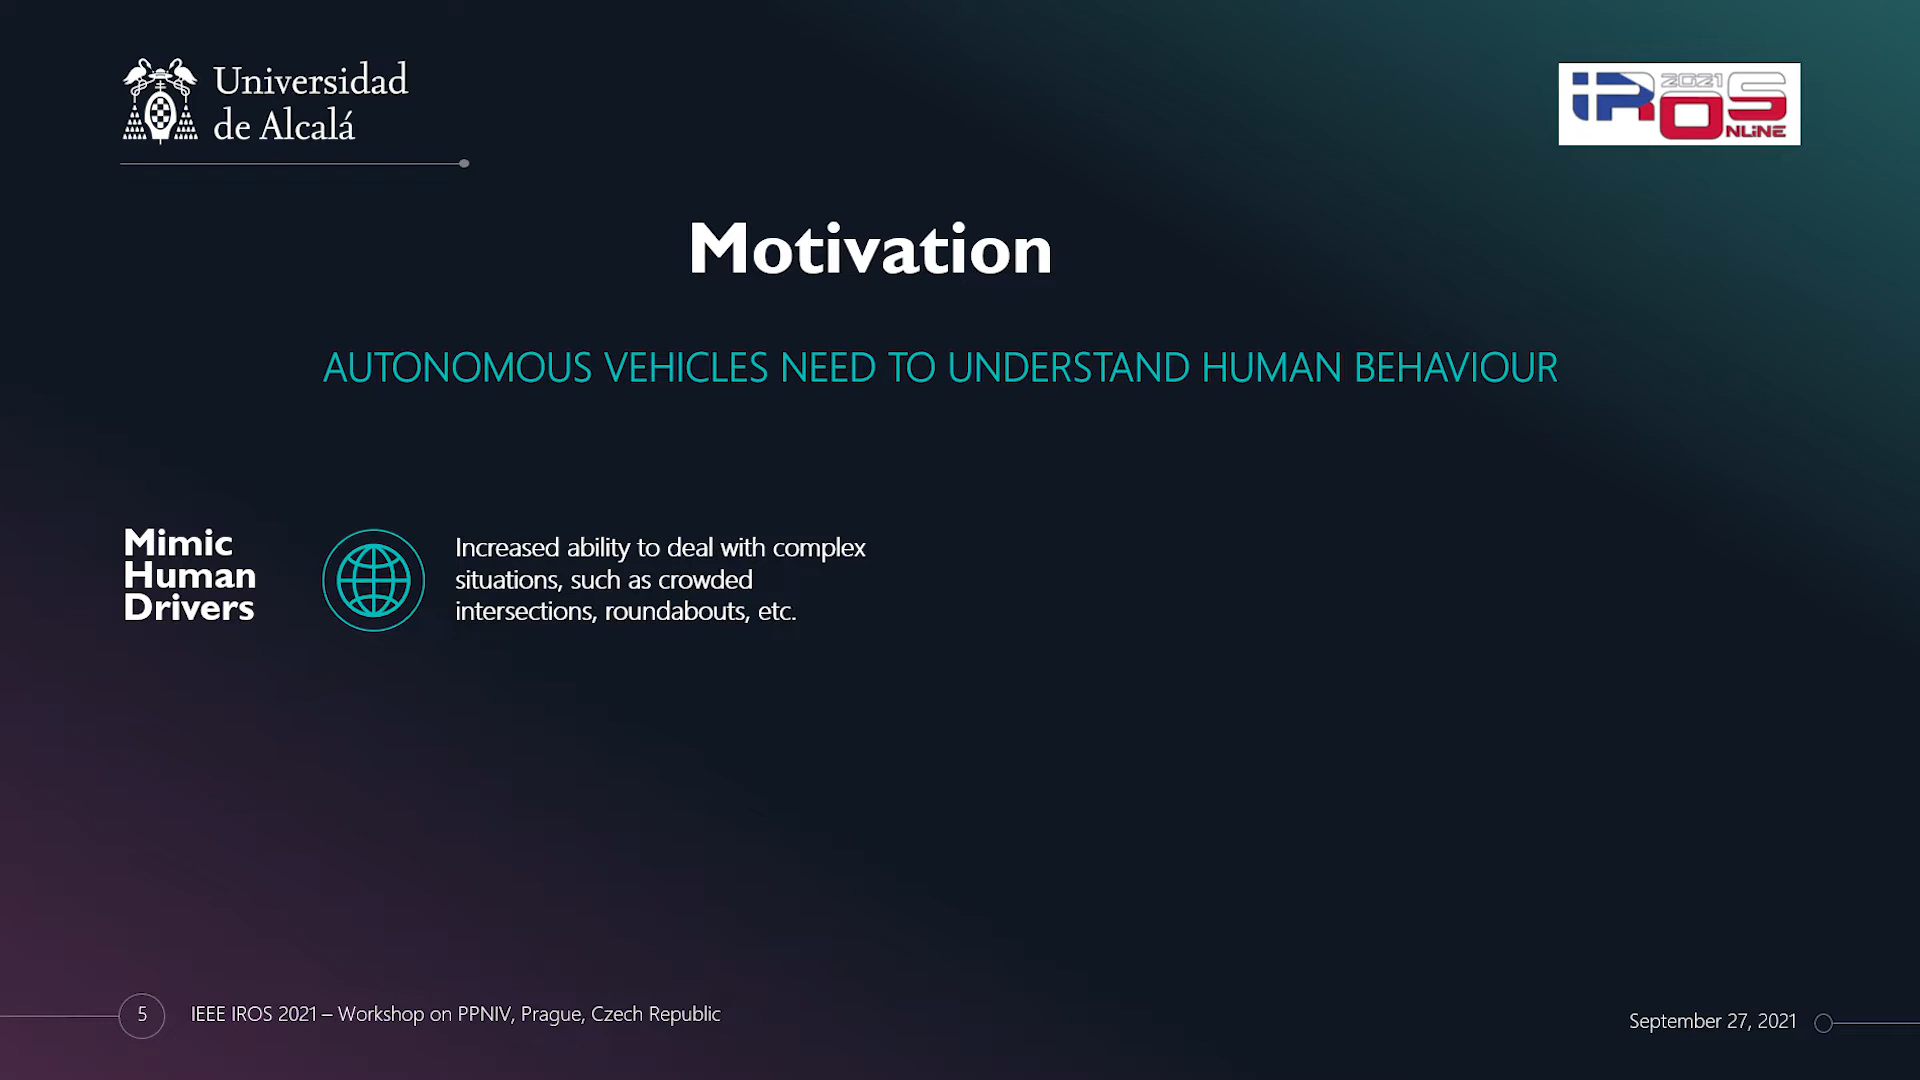 Universidad
de Alcalá
iROS
2021
ONLiNE
Motivation
AUTONOMOUS VEHICLES NEED TO UNDERSTAND HUMAN BEHAVIOUR
Mimic
Human
Drivers
Increased ability to deal with complex
situations, such as crowded
intersections, roundabouts, etc.
5
IEEE IROS 2021 – Workshop on PPNIV, Prague, Czech Republic
September 27, 2021